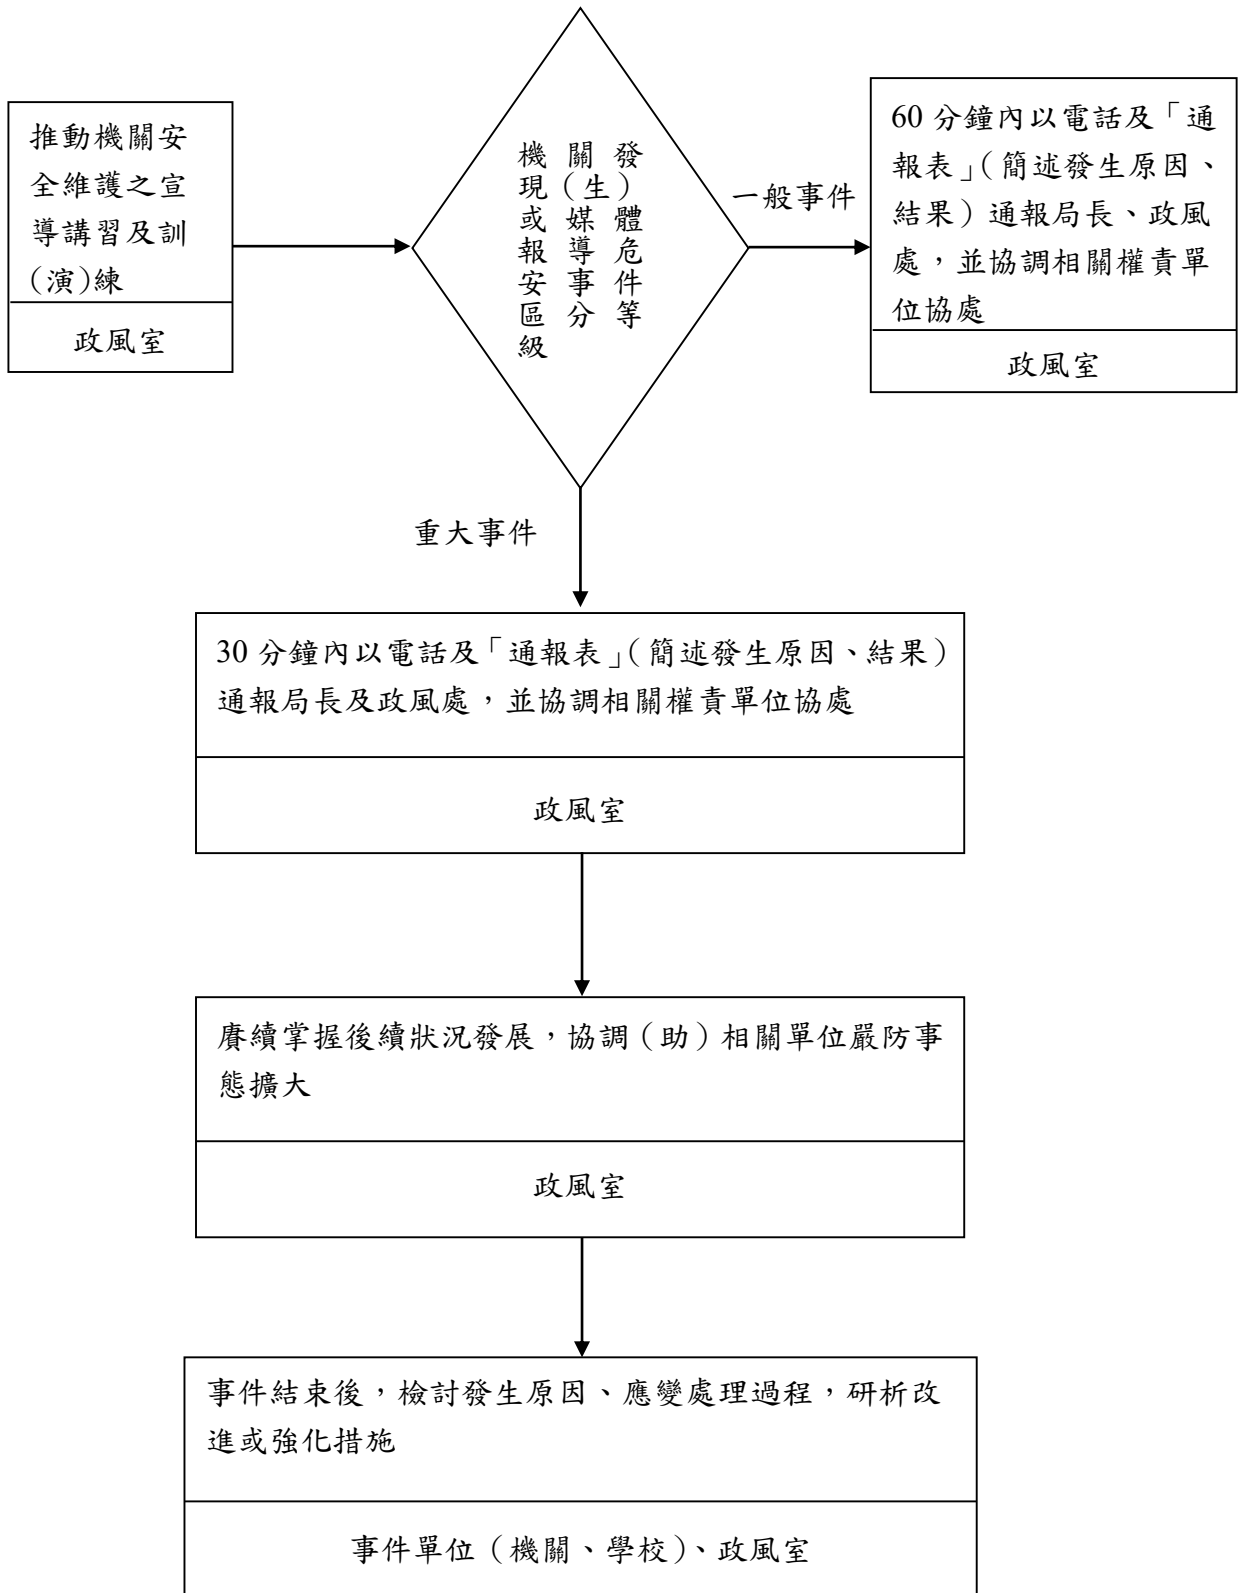 推動機關安
全維護之宣
導講習及訓
(演)練
政風室
機關發
現(生)
或媒體
報導危
安事件
區分等
級
一般事件
60 分鐘內以電話及「通
報表」(簡述發生原因、
結果)通報局長、政風
處，並協調相關權責單
位協處
政風室
重大事件
30 分鐘內以電話及「通報表」(簡述發生原因、結果)
通報局長及政風處，並協調相關權責單位協處
政風室
賡續掌握後續狀況發展，協調(助)相關單位嚴防事
態擴大
政風室
事件結束後，檢討發生原因、應變處理過程，研析改
進或強化措施
事件單位(機關、學校)、政風室